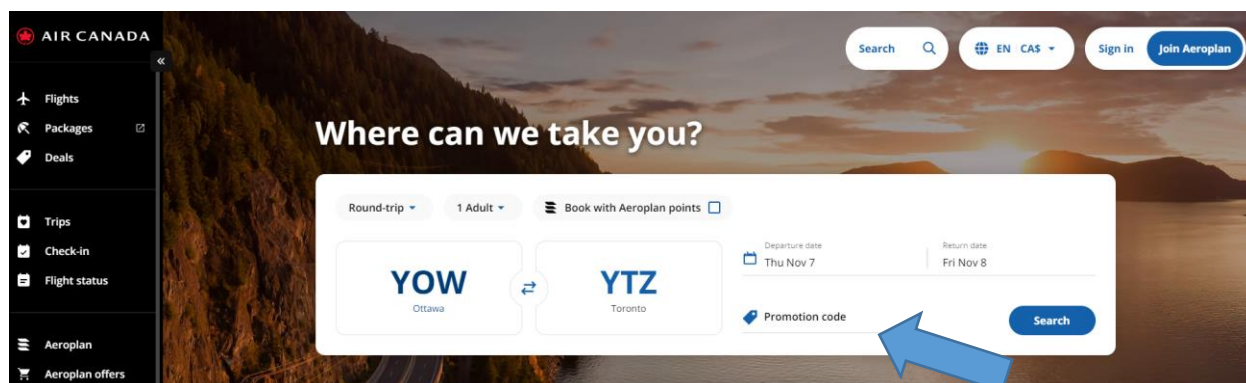 AIR CANADA
«
Flights
Packages
Deals
Trips
Check-in
Flight status
Aeroplan
Aeroplan offers
Search
EN CA$
Sign in
Join Aeroplan
Where can we take you?
Round-trip
1 Adult
Book with Aeroplan points
YOW
Ottawa
YTZ
Toronto
Departure date
Thu Nov 7
Return date
Fri Nov 8
Promotion code
Search